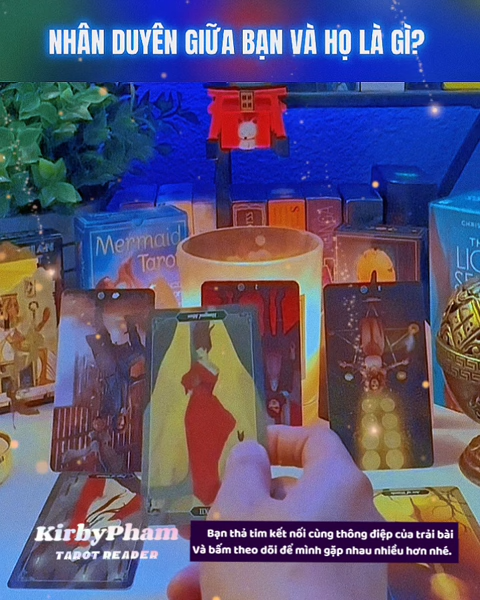 NHÂN DUYÊN GIỮA BẠN VÀ HỌ LÀ GÌ?
Mermaid
Tarot
KirbyPham
TAROT READER
Bạn thả tim kết nối cùng thông điệp của trải bài
Và bấm theo dõi để mình gặp nhau nhiều hơn nhé.